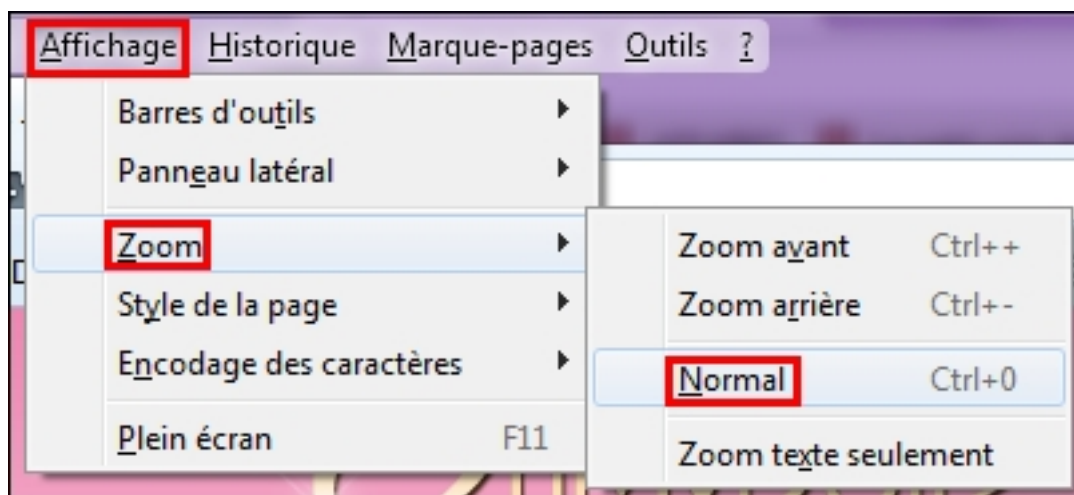 Affichage Historique Marque-pages Outils ?
Barres d'outils
Panneau latéral
Zoom
Style de la page
Encodage des caractères
Plein écran F11
Zoom avant Ctrl++
Zoom arrière Ctrl+-
Normal Ctrl+0
Zoom texte seulement